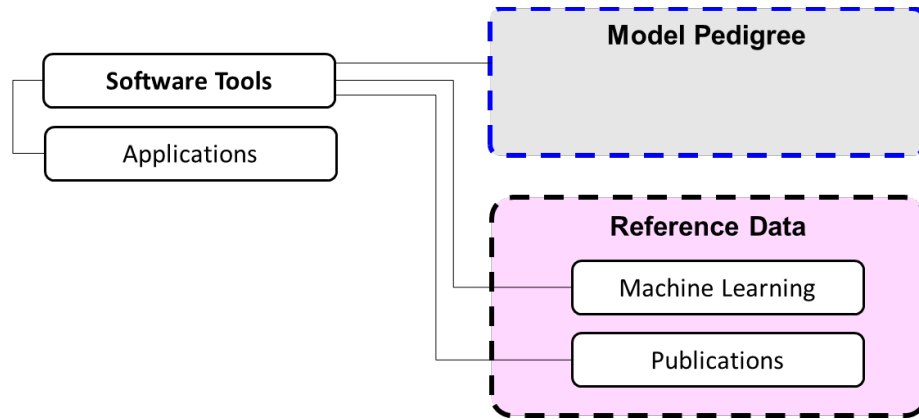 Model Pedigree
Software Tools
Applications
Reference Data
Machine Learning
Publications